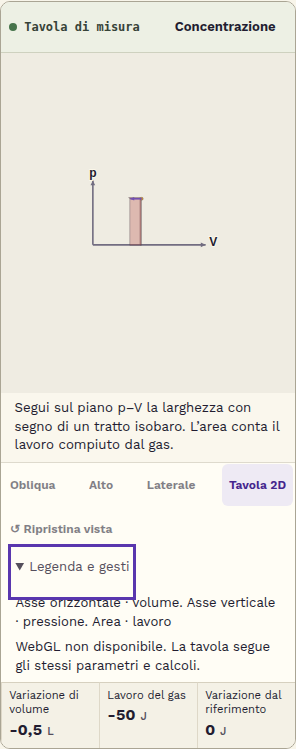 Tavola di misura
Concentrazione
p
V
Segui sul piano p–V la larghezza con
segno di un tratto isobaro. L'area conta il
lavoro compiuto dal gas.
Obliqua
Alto
Laterale
Tavola 2D
↺ Ripristina vista
▼ Legenda e gesti
Asse orizzontale · volume. Asse verticale
· pressione. Area · lavoro
WebGL non disponibile. La tavola segue
gli stessi parametri e calcoli.
Variazione di
volume
-0,5 L
Lavoro del gas
-50 J
Variazione dal
riferimento
0 J